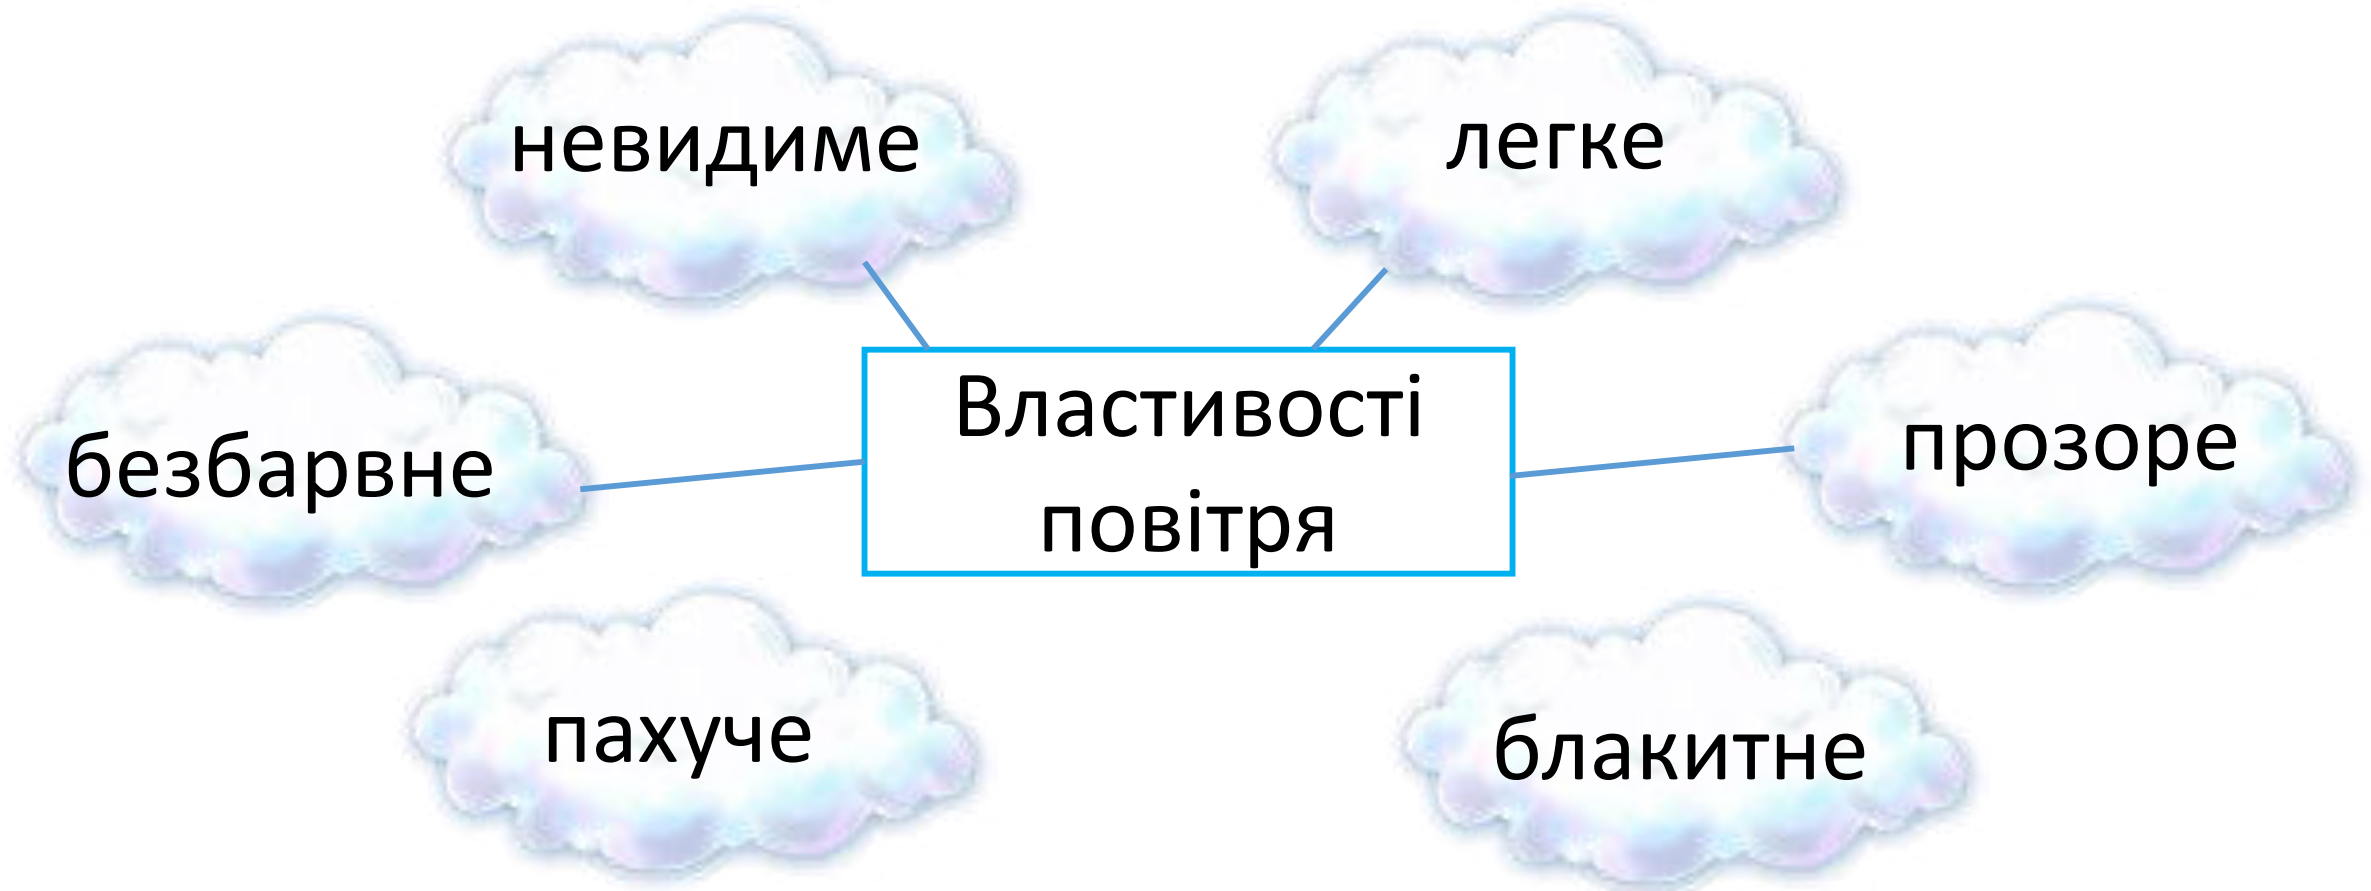 невидиме
легке
безбарвне
Властивості
повітря
прозоре
пахуче
блакитне